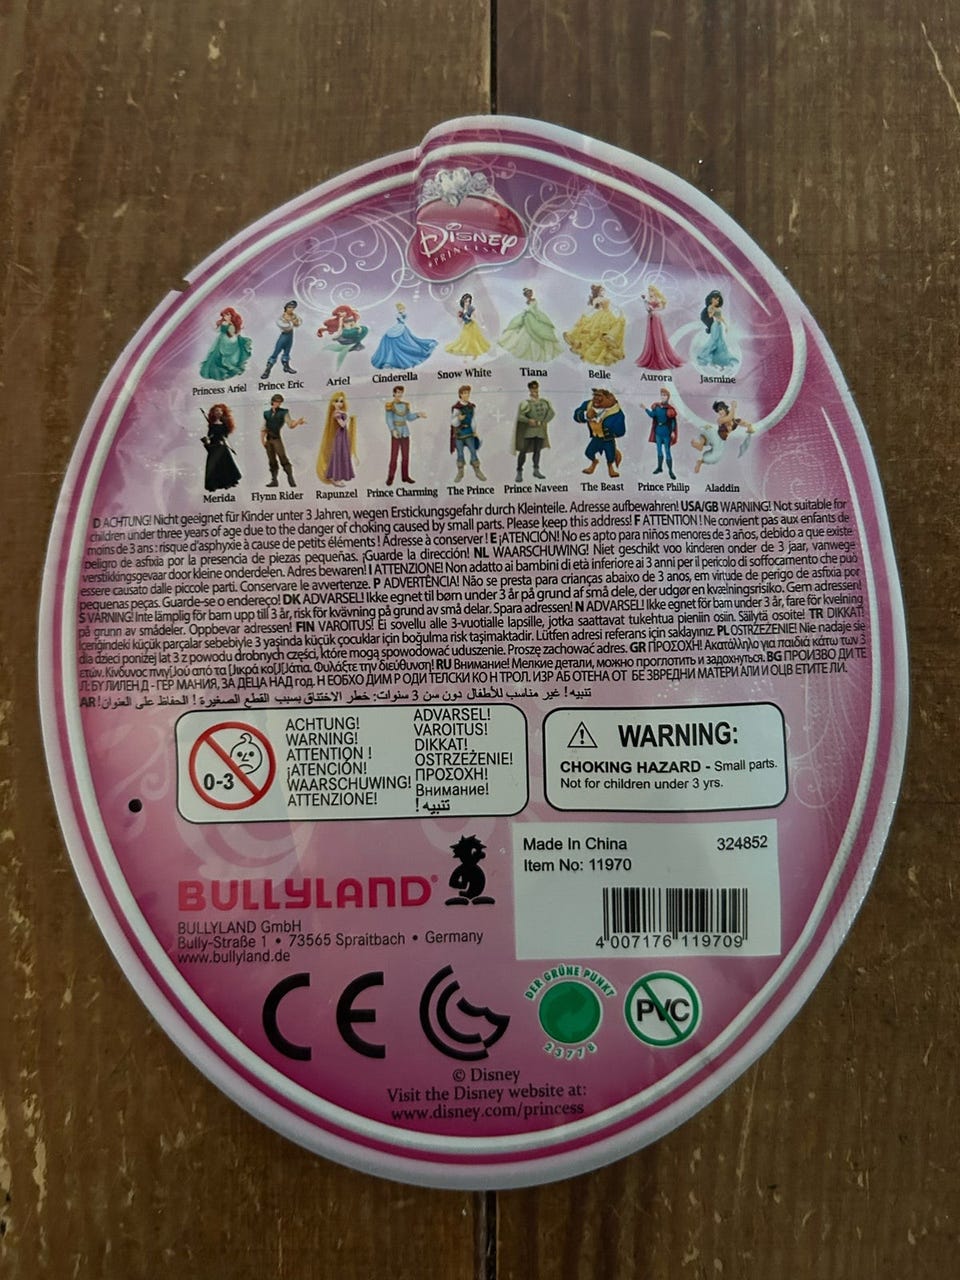 Disney
PRINCESS
Princess Ariel Prince Eric Ariel Cinderella Snow White Tiana Belle Aurora Jasmine
Merida Flynn Rider Rapunzel Prince Charming The Prince Prince Naveen The Beast Prince Philip Aladdin
D ACHTUNG! Nicht geeignet für Kinder unter 3 Jahren, wegen Erstickungsgefahr durch Kleinteile. Adresse aufbewahren! USA/GB WARNING! Not suitable for
children under three years of age due to the danger of choking caused by small parts. Please keep this address! F ATTENTION! Ne convient pas aux enfants de
moins de 3 ans : risque d'asphyxie à cause de petits éléments! Adresse à conserver! E ¡ATENCIÓN! No es apto para niños menores de 3 años, debido a que existe
peligro de asfixia por la presencia de piezas pequeñas. ¡Guarde la dirección! NL WAARSCHUWING! Niet geschikt voo kinderen onder de 3 jaar, vanwege
verstikkingsgevaar door kleine onderdelen. Adres bewaren! I ATTENZIONE! Non adatto ai bambini di età inferiore ai 3 anni per il pericolo di soffocamento che può
essere causato dalle piccole parti. Conservare le avvertenze. P ADVERTÊNCIA! Não se presta para crianças abaixo de 3 anos, em virtude de perigo de asfixia por
pequenas peças. Guarde-se o endereço! DK ADVARSEL! Ikke egnet til børn under 3 år på grund af små dele, der udgør en kvælningsrisiko. Gem adressen!
S VARNING! Inte lämplig för barn upp till 3 år, risk för kvävning på grund av små delar. Spara adressen! N ADVARSEL! Ikke egnet för bam under 3 år, fare för kvelning
på grunn av smådeler. Oppbevar adressen! FIN VAROITUS! Ei sovellu alle 3-vuotialle lapsille, jotka saattavat tukehtua pieniin osin. Säilytä osoite! TR DIKKAT!
İçeriğindeki küçük parçalar sebebiyle 3 yaşinda küçük çocuklar için boğulma risk taşimaktadir. Lütfen adresi referans için saklayınız. PL OSTRZEŻENIE! Nie nadaje sie
dla dzieci poniżej lat 3 z powodu drobnych części, które mogą spowodować uduszenie. Proszę zachować adres. GR ΠΡΟΣΟΧΗ! Ακατάλληλο για παιδιά κάτω των 3
ετών. Κίνδυνος πνιγμού από τα μικρά κομμάτια. Φυλάξτε την διεύθυνση! RU Внимание! Мелкие детали, можно проглотить и задохнуться. BG ПРОИЗВО ДИ ТЕ
Л: БУ ЛИЛЕН Д - ГЕР МАНИЯ, ЗА ДЕЦА НАД 3 год. Н ЕОБХО ДИМ Р ОДИ ТЕЛСКИ КО Н ТРОЛ. ИЗР АБ ОТЕНА ОТ БЕ ЗВРЕДНИ МАТЕРИ АЛИ И ОЦВ ЕТИТЕ ЛИ.
AR تنبيه! غير مناسب للأطفال دون سن 3 سنوات: خطر الاختناق بسبب القطع الصغيرة! الحفاظ على العنوان!
0-3
ACHTUNG!
WARNING!
ATTENTION !
¡ATENCIÓN!
WAARSCHUWING!
ATTENZIONE!
ADVARSEL!
VAROITUS!
DIKKAT!
OSTRZEŻENIE!
ΠΡΟΣΟΧΗ!
Внимание!
تنبيه!
WARNING:
CHOKING HAZARD - Small parts.
Not for children under 3 yrs.
Made In China 324852
Item No: 11970
4 007176 119709
BULLYLAND®
BULLYLAND GmbH
Bully-Straße 1 • 73565 Spraitbach • Germany
www.bullyland.de
CE
DER GRÜNE PUNKT
23778
PVC
© Disney
Visit the Disney website at:
www.disney.com/princess